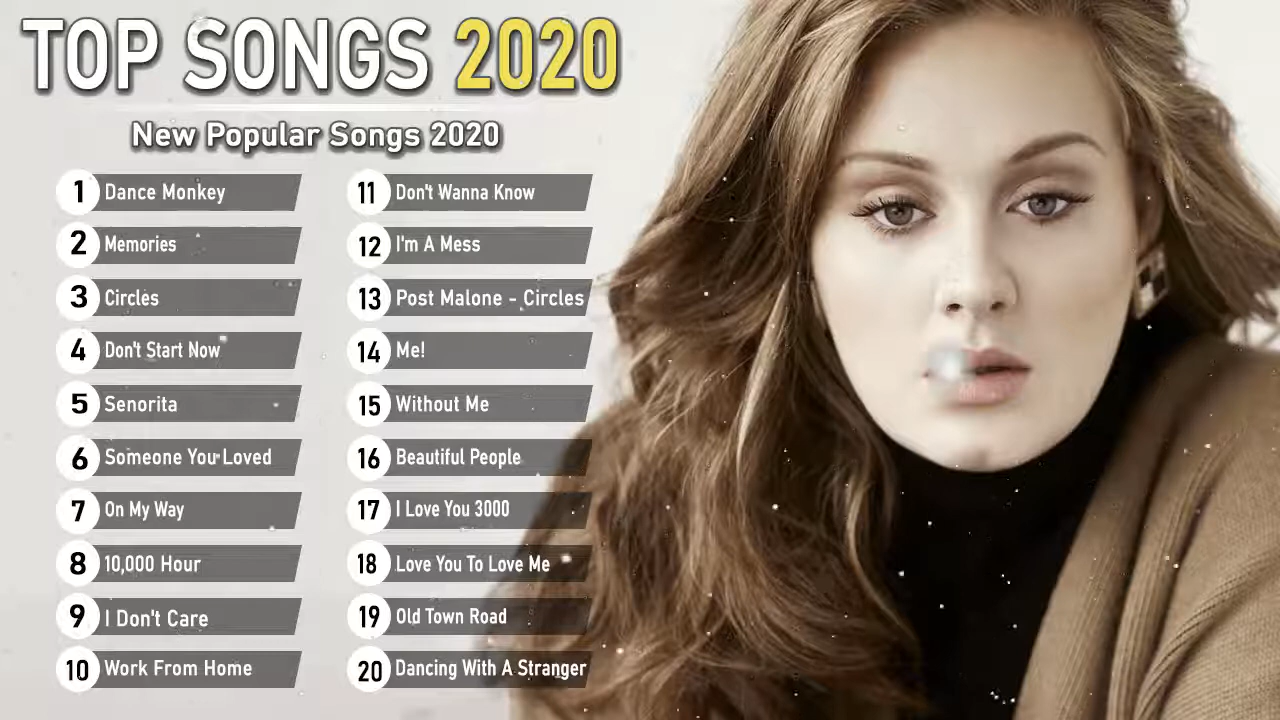 TOP SONGS 2020
New Popular Songs 2020
1 Dance Monkey
2 Memories
3 Circles
4 Don't Start Now
5 Senorita
6 Someone You Loved
7 On My Way
8 10,000 Hour
9 I Don't Care
10 Work From Home
11 Don't Wanna Know
12 I'm A Mess
13 Post Malone - Circles
14 Me!
15 Without Me
16 Beautiful People
17 I Love You 3000
18 Love You To Love Me
19 Old Town Road
20 Dancing With A Stranger